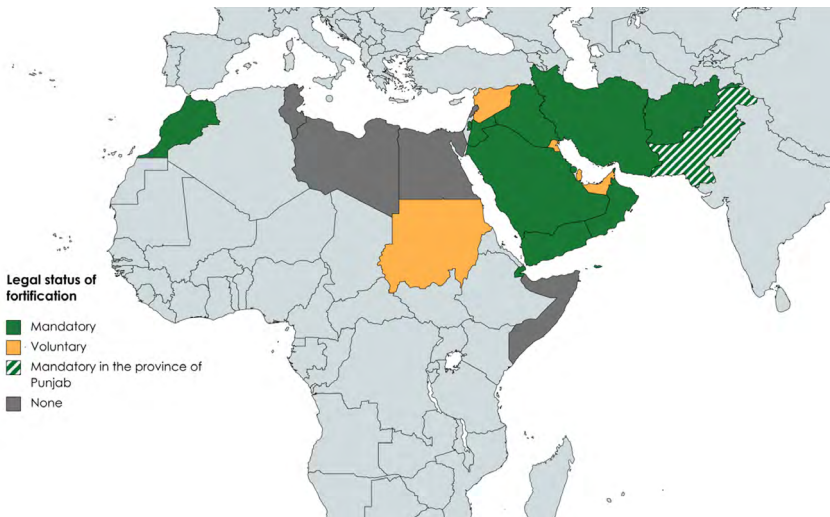 Legal status of
fortification
Mandatory
Voluntary
Mandatory in the province of
Punjab
None